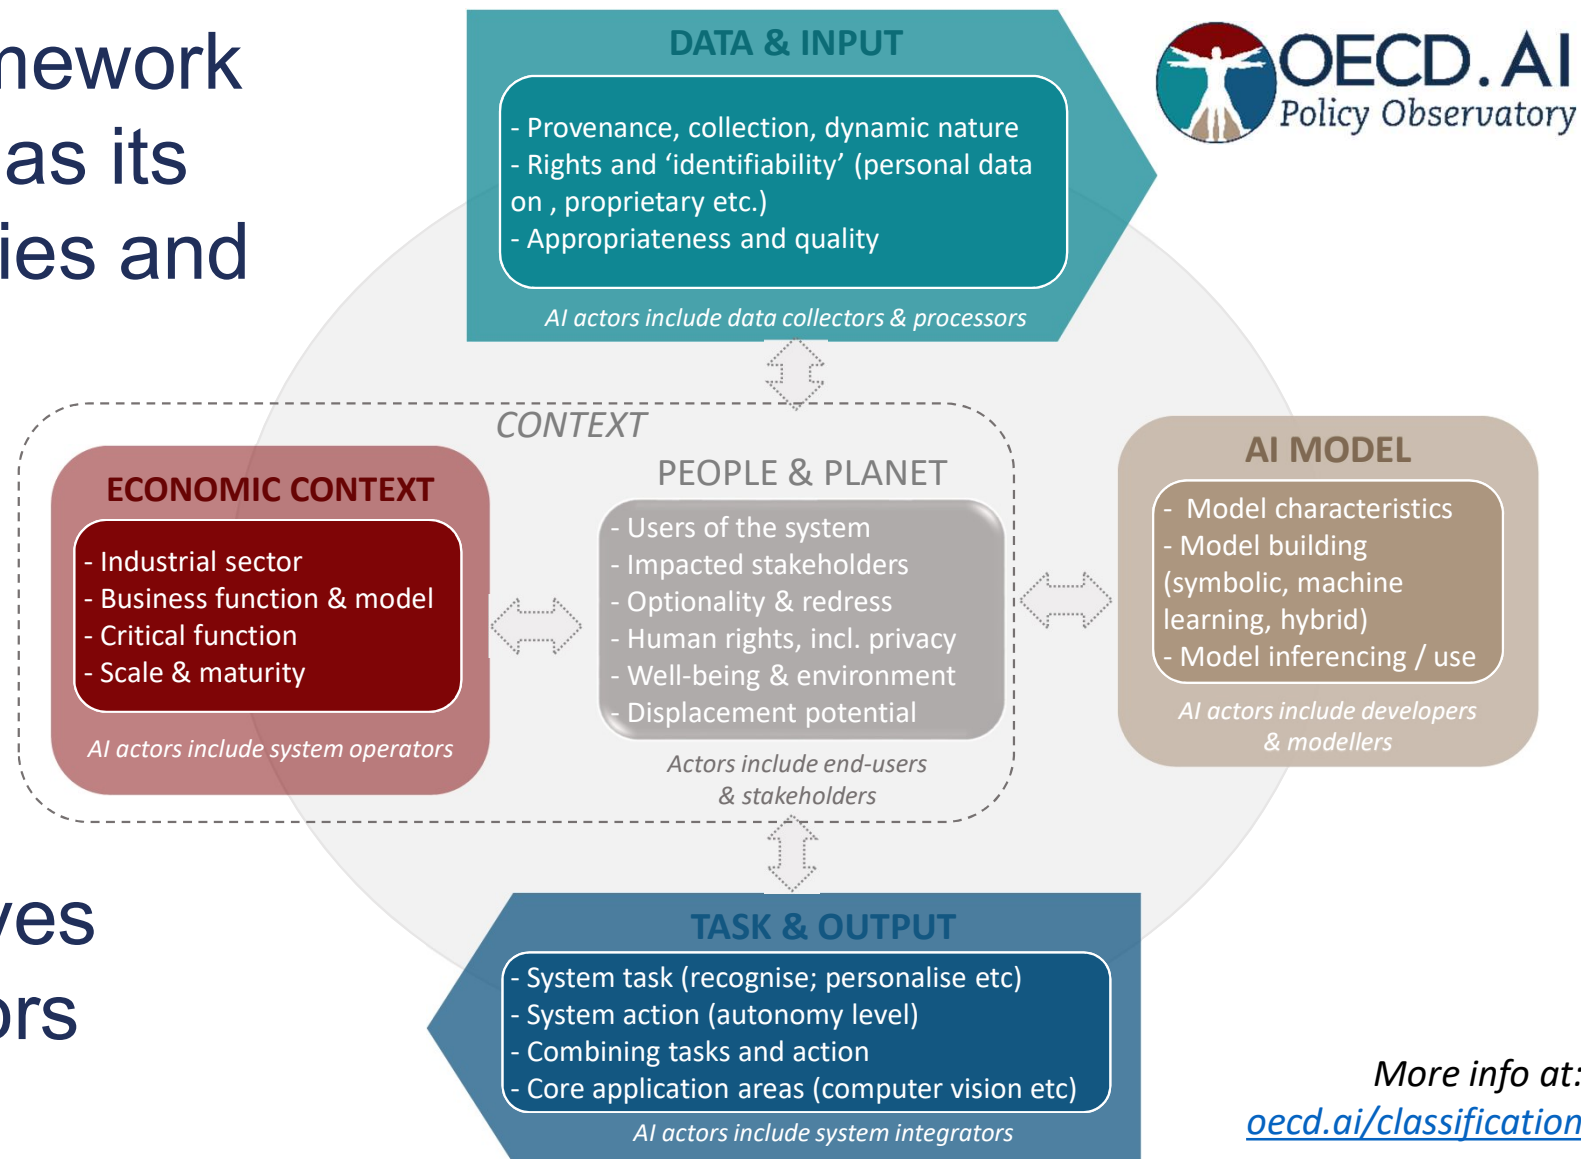 mework
as its
ies and
ves
ors
DATA & INPUT
- Provenance, collection, dynamic nature
- Rights and ‘identifiability’ (personal data
on , proprietary etc.)
- Appropriateness and quality
AI actors include data collectors & processors
OECD.AI
Policy Observatory
CONTEXT
ECONOMIC CONTEXT
- Industrial sector
- Business function & model
- Critical function
- Scale & maturity
AI actors include system operators
PEOPLE & PLANET
- Users of the system
- Impacted stakeholders
- Optionality & redress
- Human rights, incl. privacy
- Well-being & environment
- Displacement potential
Actors include end-users
& stakeholders
AI MODEL
- Model characteristics
- Model building
(symbolic, machine
learning, hybrid)
- Model inferencing / use
AI actors include developers
& modellers
TASK & OUTPUT
- System task (recognise; personalise etc)
- System action (autonomy level)
- Combining tasks and action
- Core application areas (computer vision etc)
AI actors include system integrators
More info at:
oecd.ai/classification